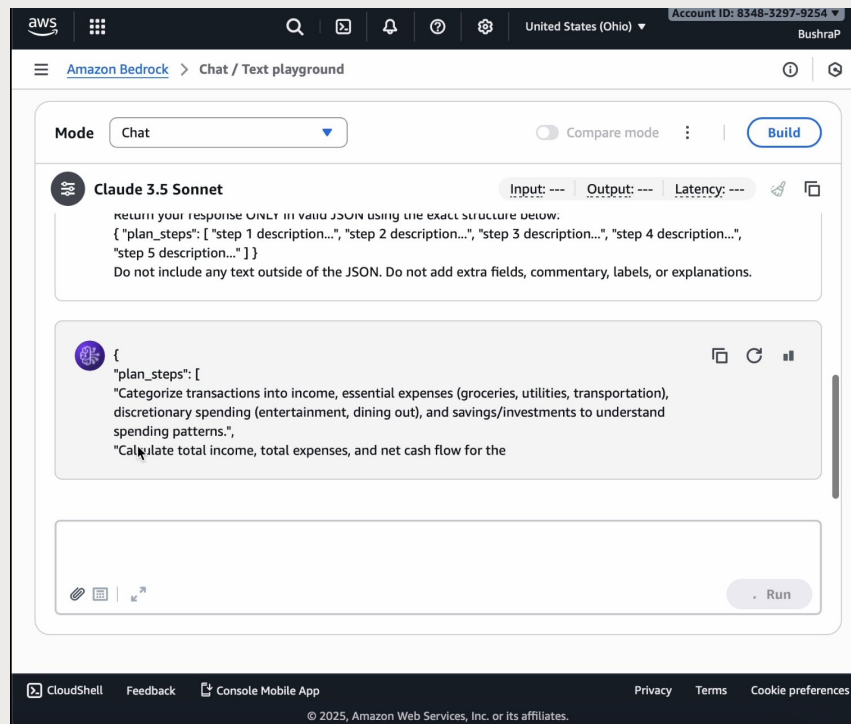 aws
United States (Ohio) ▼
Account ID: 8348-3297-9254 ▼
BushraP
Amazon Bedrock > Chat / Text playground
Mode
Chat
Compare mode
Build
Claude 3.5 Sonnet
Input: ---
Output: ---
Latency: ---
Return your response ONLY in valid JSON using the exact structure below:
{ "plan_steps": [ "step 1 description...", "step 2 description...", "step 3 description...", "step 4 description...",
"step 5 description..." ] }
Do not include any text outside of the JSON. Do not add extra fields, commentary, labels, or explanations.
{
"plan_steps": [
"Categorize transactions into income, essential expenses (groceries, utilities, transportation),
discretionary spending (entertainment, dining out), and savings/investments to understand
spending patterns.",
"Calculate total income, total expenses, and net cash flow for the
Run
CloudShell
Feedback
Console Mobile App
Privacy
Terms
Cookie preferences
© 2025, Amazon Web Services, Inc. or its affiliates.